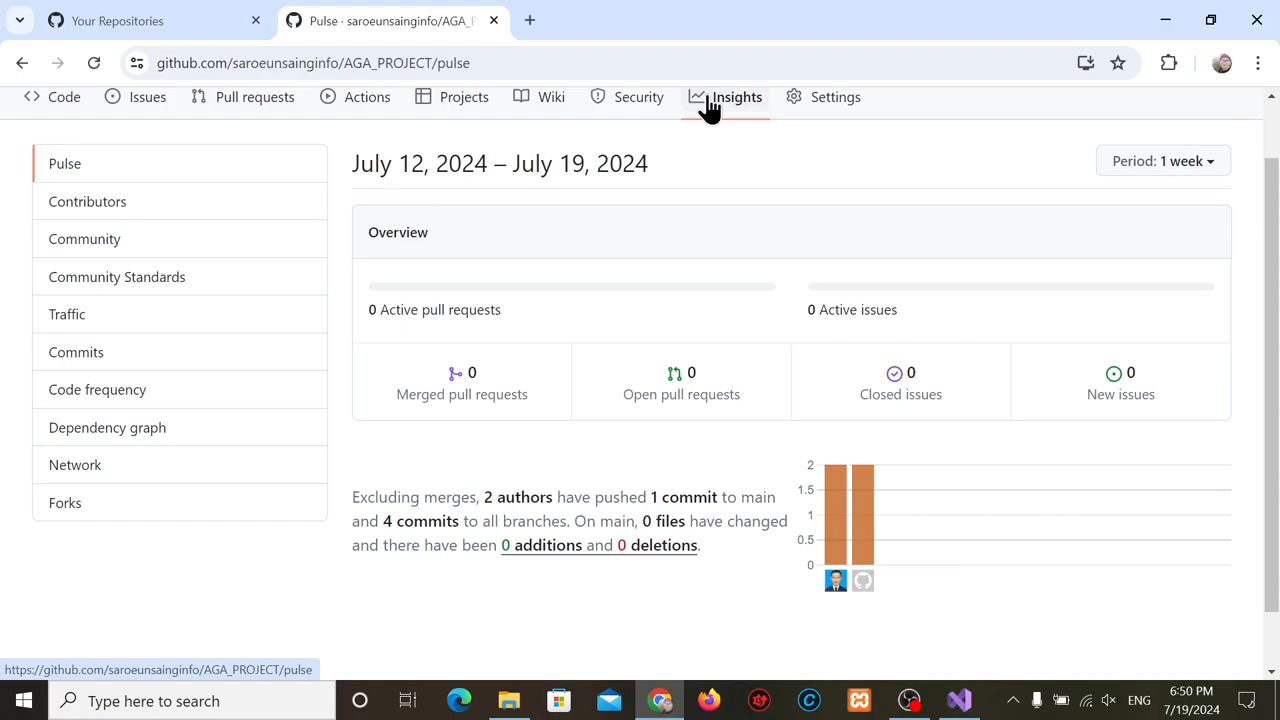 Your Repositories
Pulse · saroeunsainginfo/AGA_P
github.com/saroeunsainginfo/AGA_PROJECT/pulse
Code
Issues
Pull requests
Actions
Projects
Wiki
Security
Insights
Settings
Pulse
Contributors
Community
Community Standards
Traffic
Commits
Code frequency
Dependency graph
Network
Forks
July 12, 2024 – July 19, 2024
Period: 1 week
Overview
0 Active pull requests
0 Active issues
0
Merged pull requests
0
Open pull requests
0
Closed issues
0
New issues
Excluding merges, 2 authors have pushed 1 commit to main
and 4 commits to all branches. On main, 0 files have changed
and there have been 0 additions and 0 deletions.
2
1.5
1
0.5
0
https://github.com/saroeunsainginfo/AGA_PROJECT/pulse
Type here to search
ENG
6:50 PM
7/19/2024